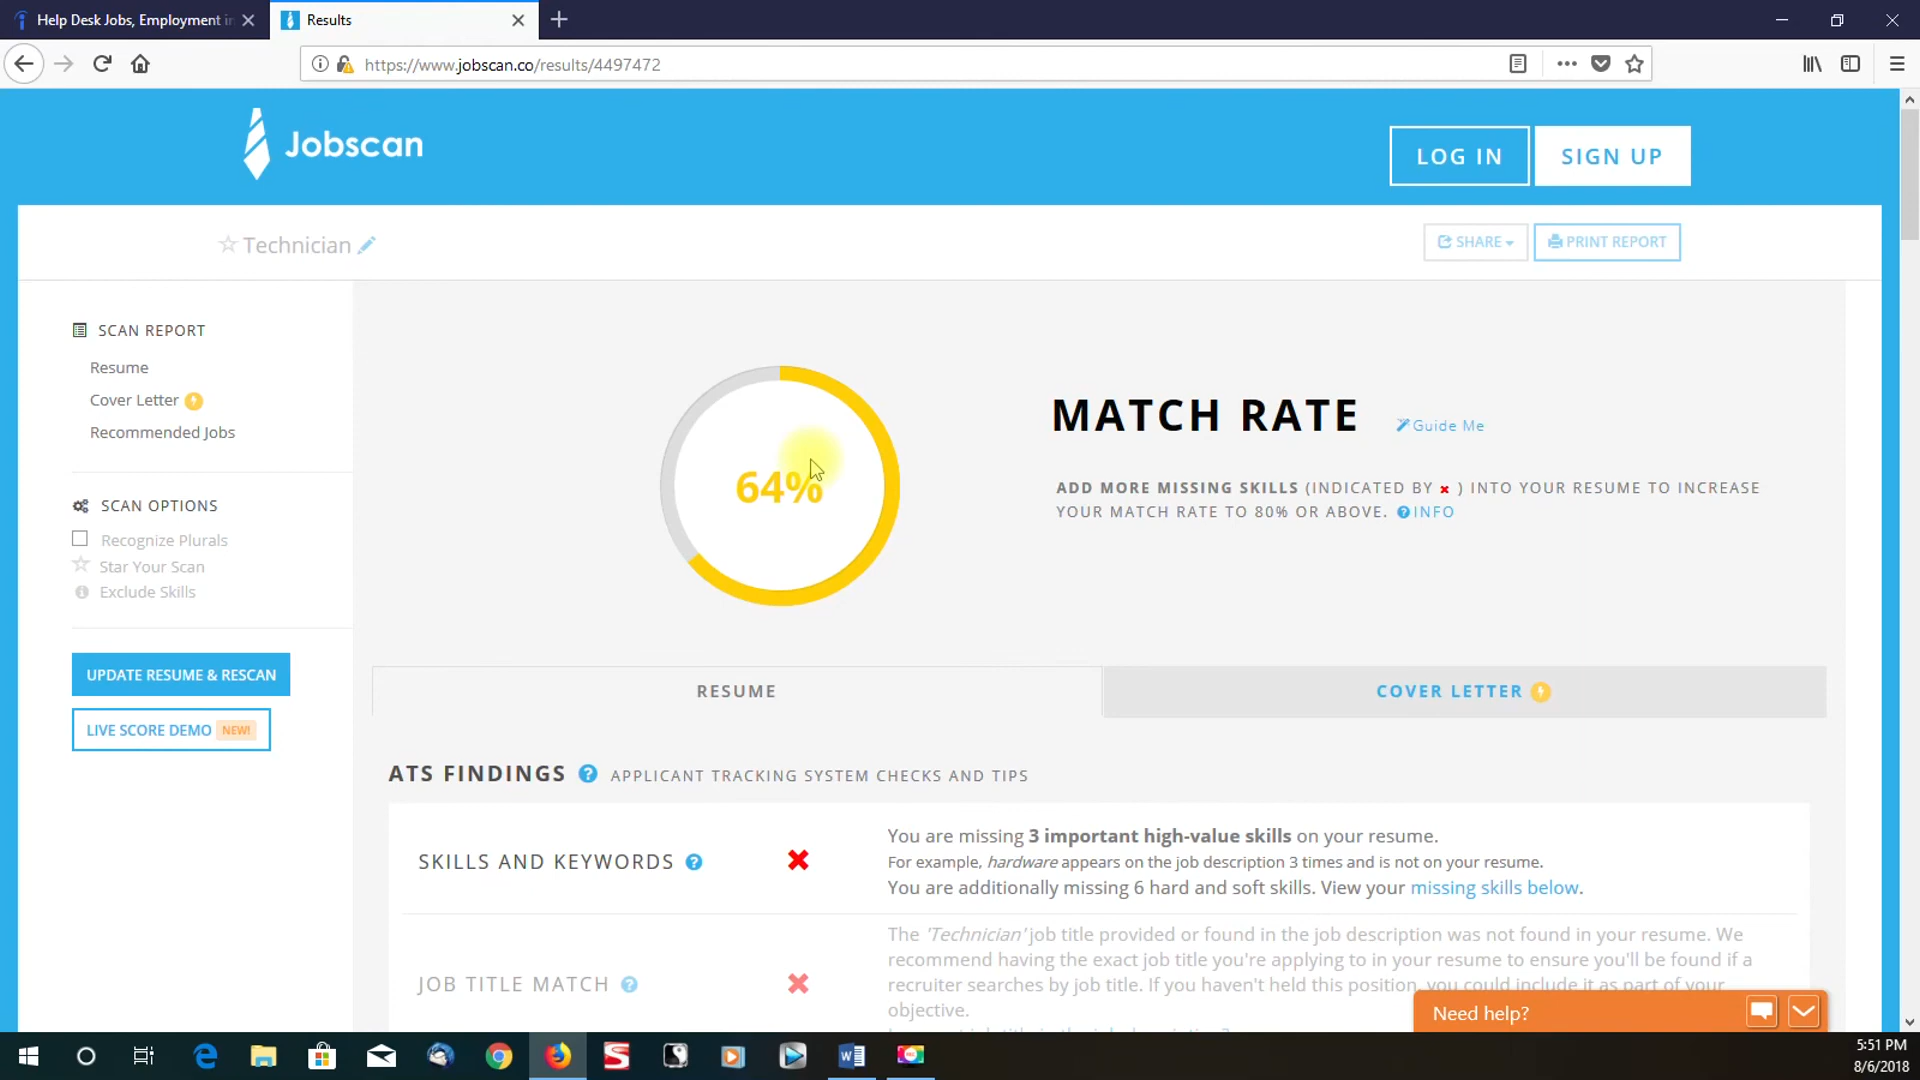 Help Desk Jobs, Employment in
Results
https://www.jobscan.co/results/4497472
Jobscan
LOG IN
SIGN UP
Technician
SHARE
PRINT REPORT
SCAN REPORT
Resume
Cover Letter
Recommended Jobs
SCAN OPTIONS
Recognize Plurals
Star Your Scan
Exclude Skills
UPDATE RESUME & RESCAN
LIVE SCORE DEMO NEW!
64%
MATCH RATE
Guide Me
ADD MORE MISSING SKILLS (INDICATED BY ✖ ) INTO YOUR RESUME TO INCREASE
YOUR MATCH RATE TO 80% OR ABOVE. ? INFO
RESUME
COVER LETTER
ATS FINDINGS ? APPLICANT TRACKING SYSTEM CHECKS AND TIPS
SKILLS AND KEYWORDS ?
You are missing 3 important high-value skills on your resume.
For example, hardware appears on the job description 3 times and is not on your resume.
You are additionally missing 6 hard and soft skills. View your missing skills below.
JOB TITLE MATCH ?
The 'Technician' job title provided or found in the job description was not found in your resume. We
recommend having the exact job title you're applying to in your resume to ensure you'll be found if a
recruiter searches by job title. If you haven't held this position, you could include it as part of your
objective.
Need help?
5:51 PM
8/6/2018